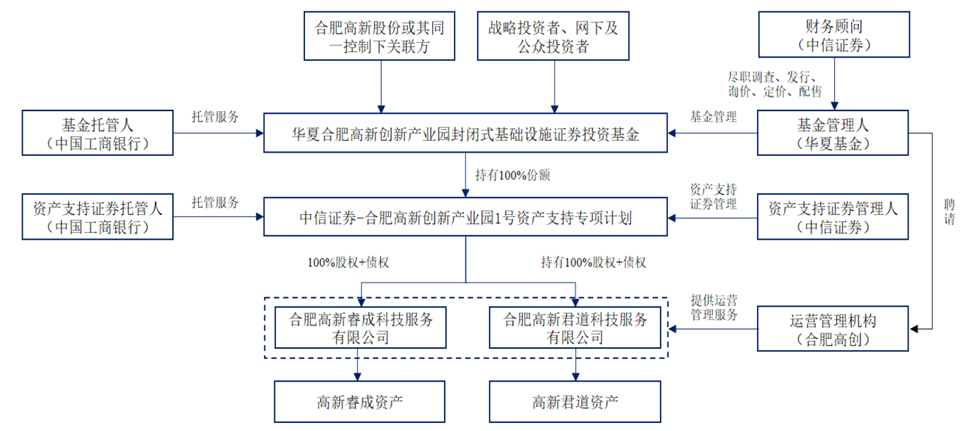 合肥高新股份或其同
一控制下关联方
战略投资者、网下及
公众投资者
财务顾问
（中信证券）
尽职调查、发行、
询价、定价、配售
基金托管人
（中国工商银行）
托管服务
华夏合肥高新创新产业园封闭式基础设施证券投资基金
基金管理
基金管理人
（华夏基金）
持有100%份额
资产支持证券托管人
（中国工商银行）
托管服务
中信证券-合肥高新创新产业园1号资产支持专项计划
资产支持
证券管理
资产支持证券管理人
（中信证券）
聘
请
100%股权+债权
持有100%股权+债权
合肥高新睿成科技服务
有限公司
合肥高新君道科技服务
有限公司
提供运营
管理服务
运营管理机构
（合肥高创）
高新睿成资产
高新君道资产